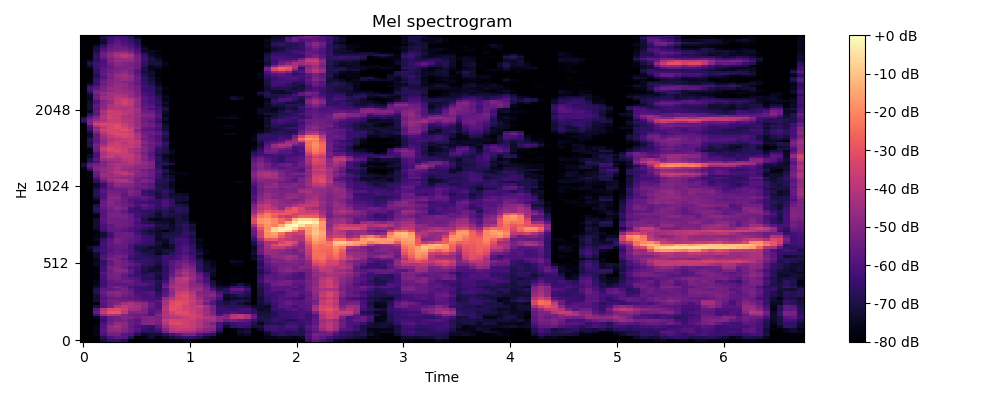 Mel spectrogram
+0 dB
-10 dB
-20 dB
-30 dB
-40 dB
-50 dB
-60 dB
-70 dB
-80 dB
Hz
2048
1024
512
0
0 1 2 3 4 5 6
Time